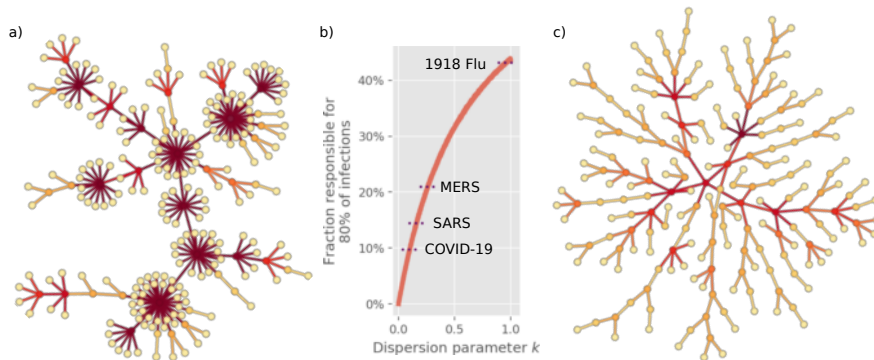 a)
b)
c)
Fraction responsible for
80% of infections
40%
30%
20%
10%
0%
1918 Flu
MERS
SARS
COVID-19
0.0
0.5
1.0
Dispersion parameter k